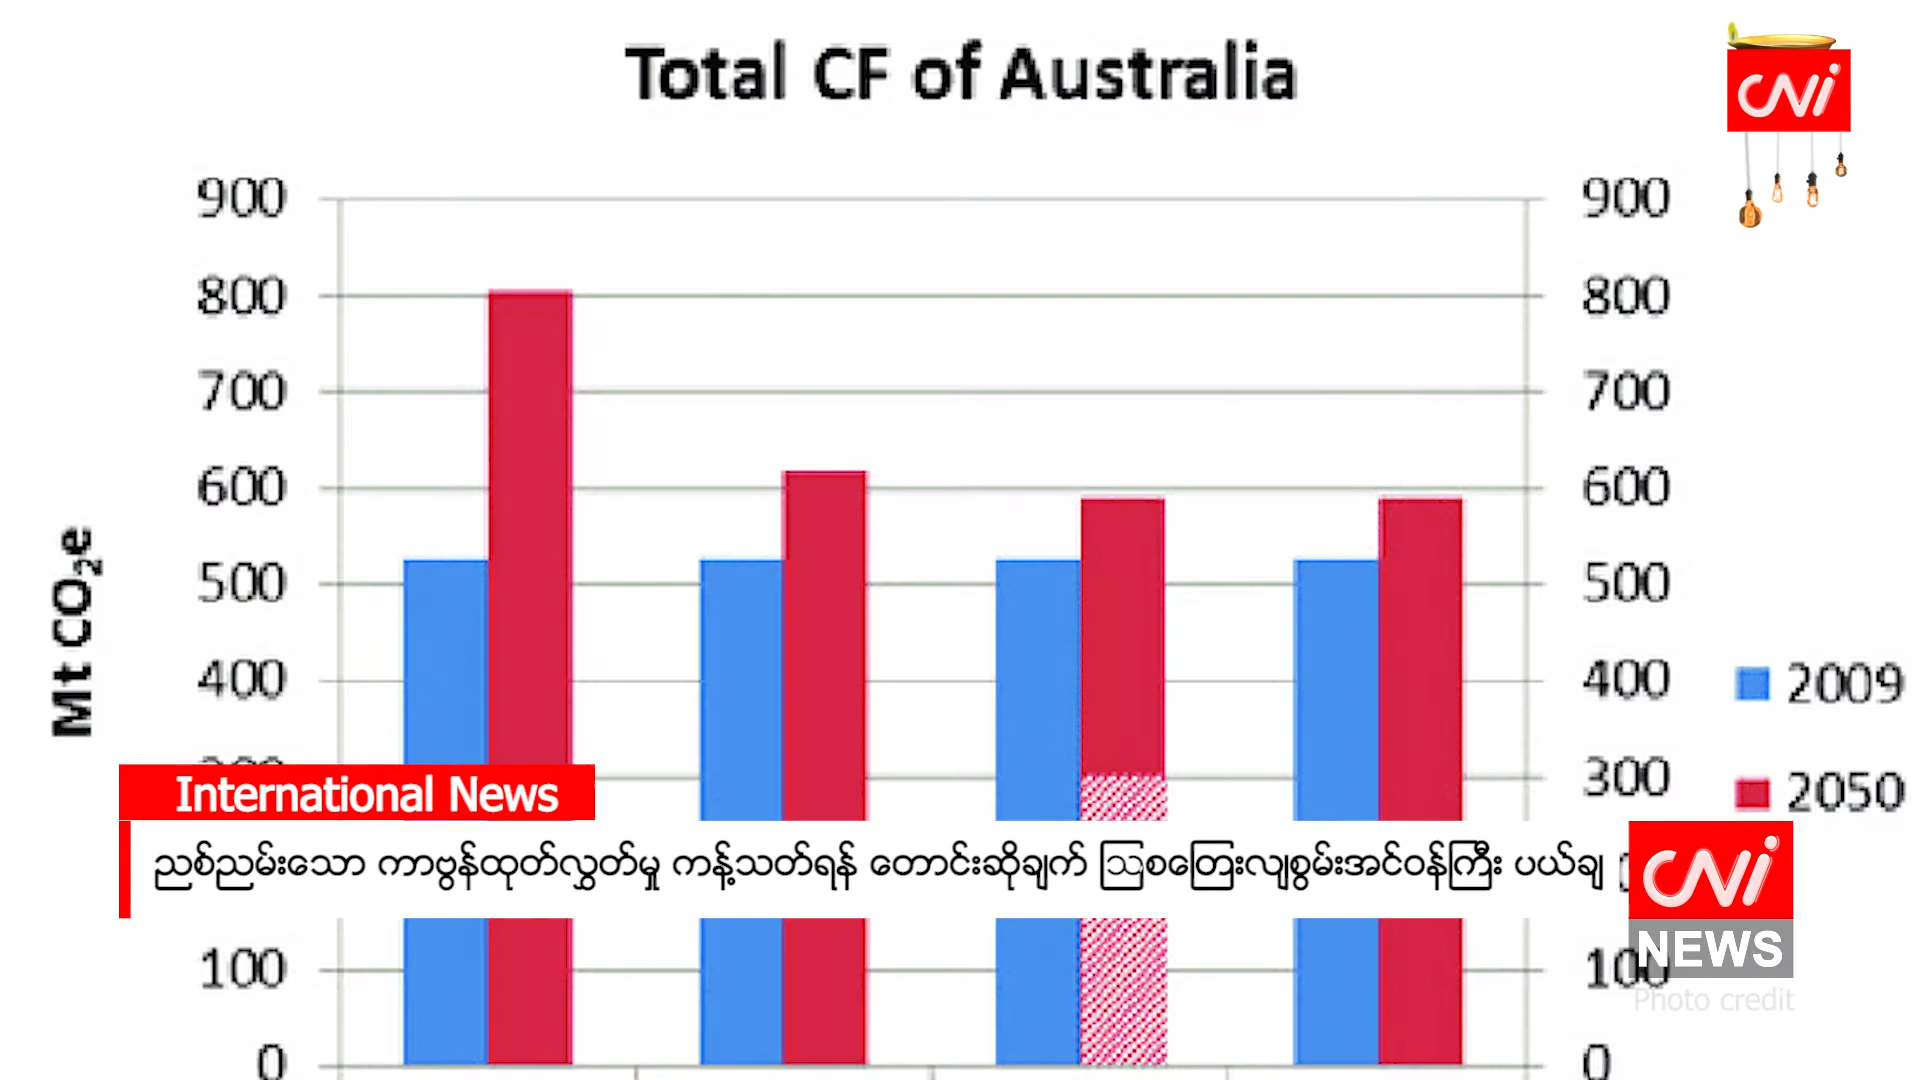 Total CF of Australia
CNi
900
800
700
600
500
400
100
0
Mt CO₂e
900
800
700
600
500
400
300
0
2009
2050
International News
ညစ်ညမ်းသော ကာဗွန်ထုတ်လွှတ်မှု ကန့်သတ်ရန် တောင်းဆိုချက် ဩစတြေးလျစွမ်းအင်ဝန်ကြီး ပယ်ချ
CNi
NEWS
Photo credit